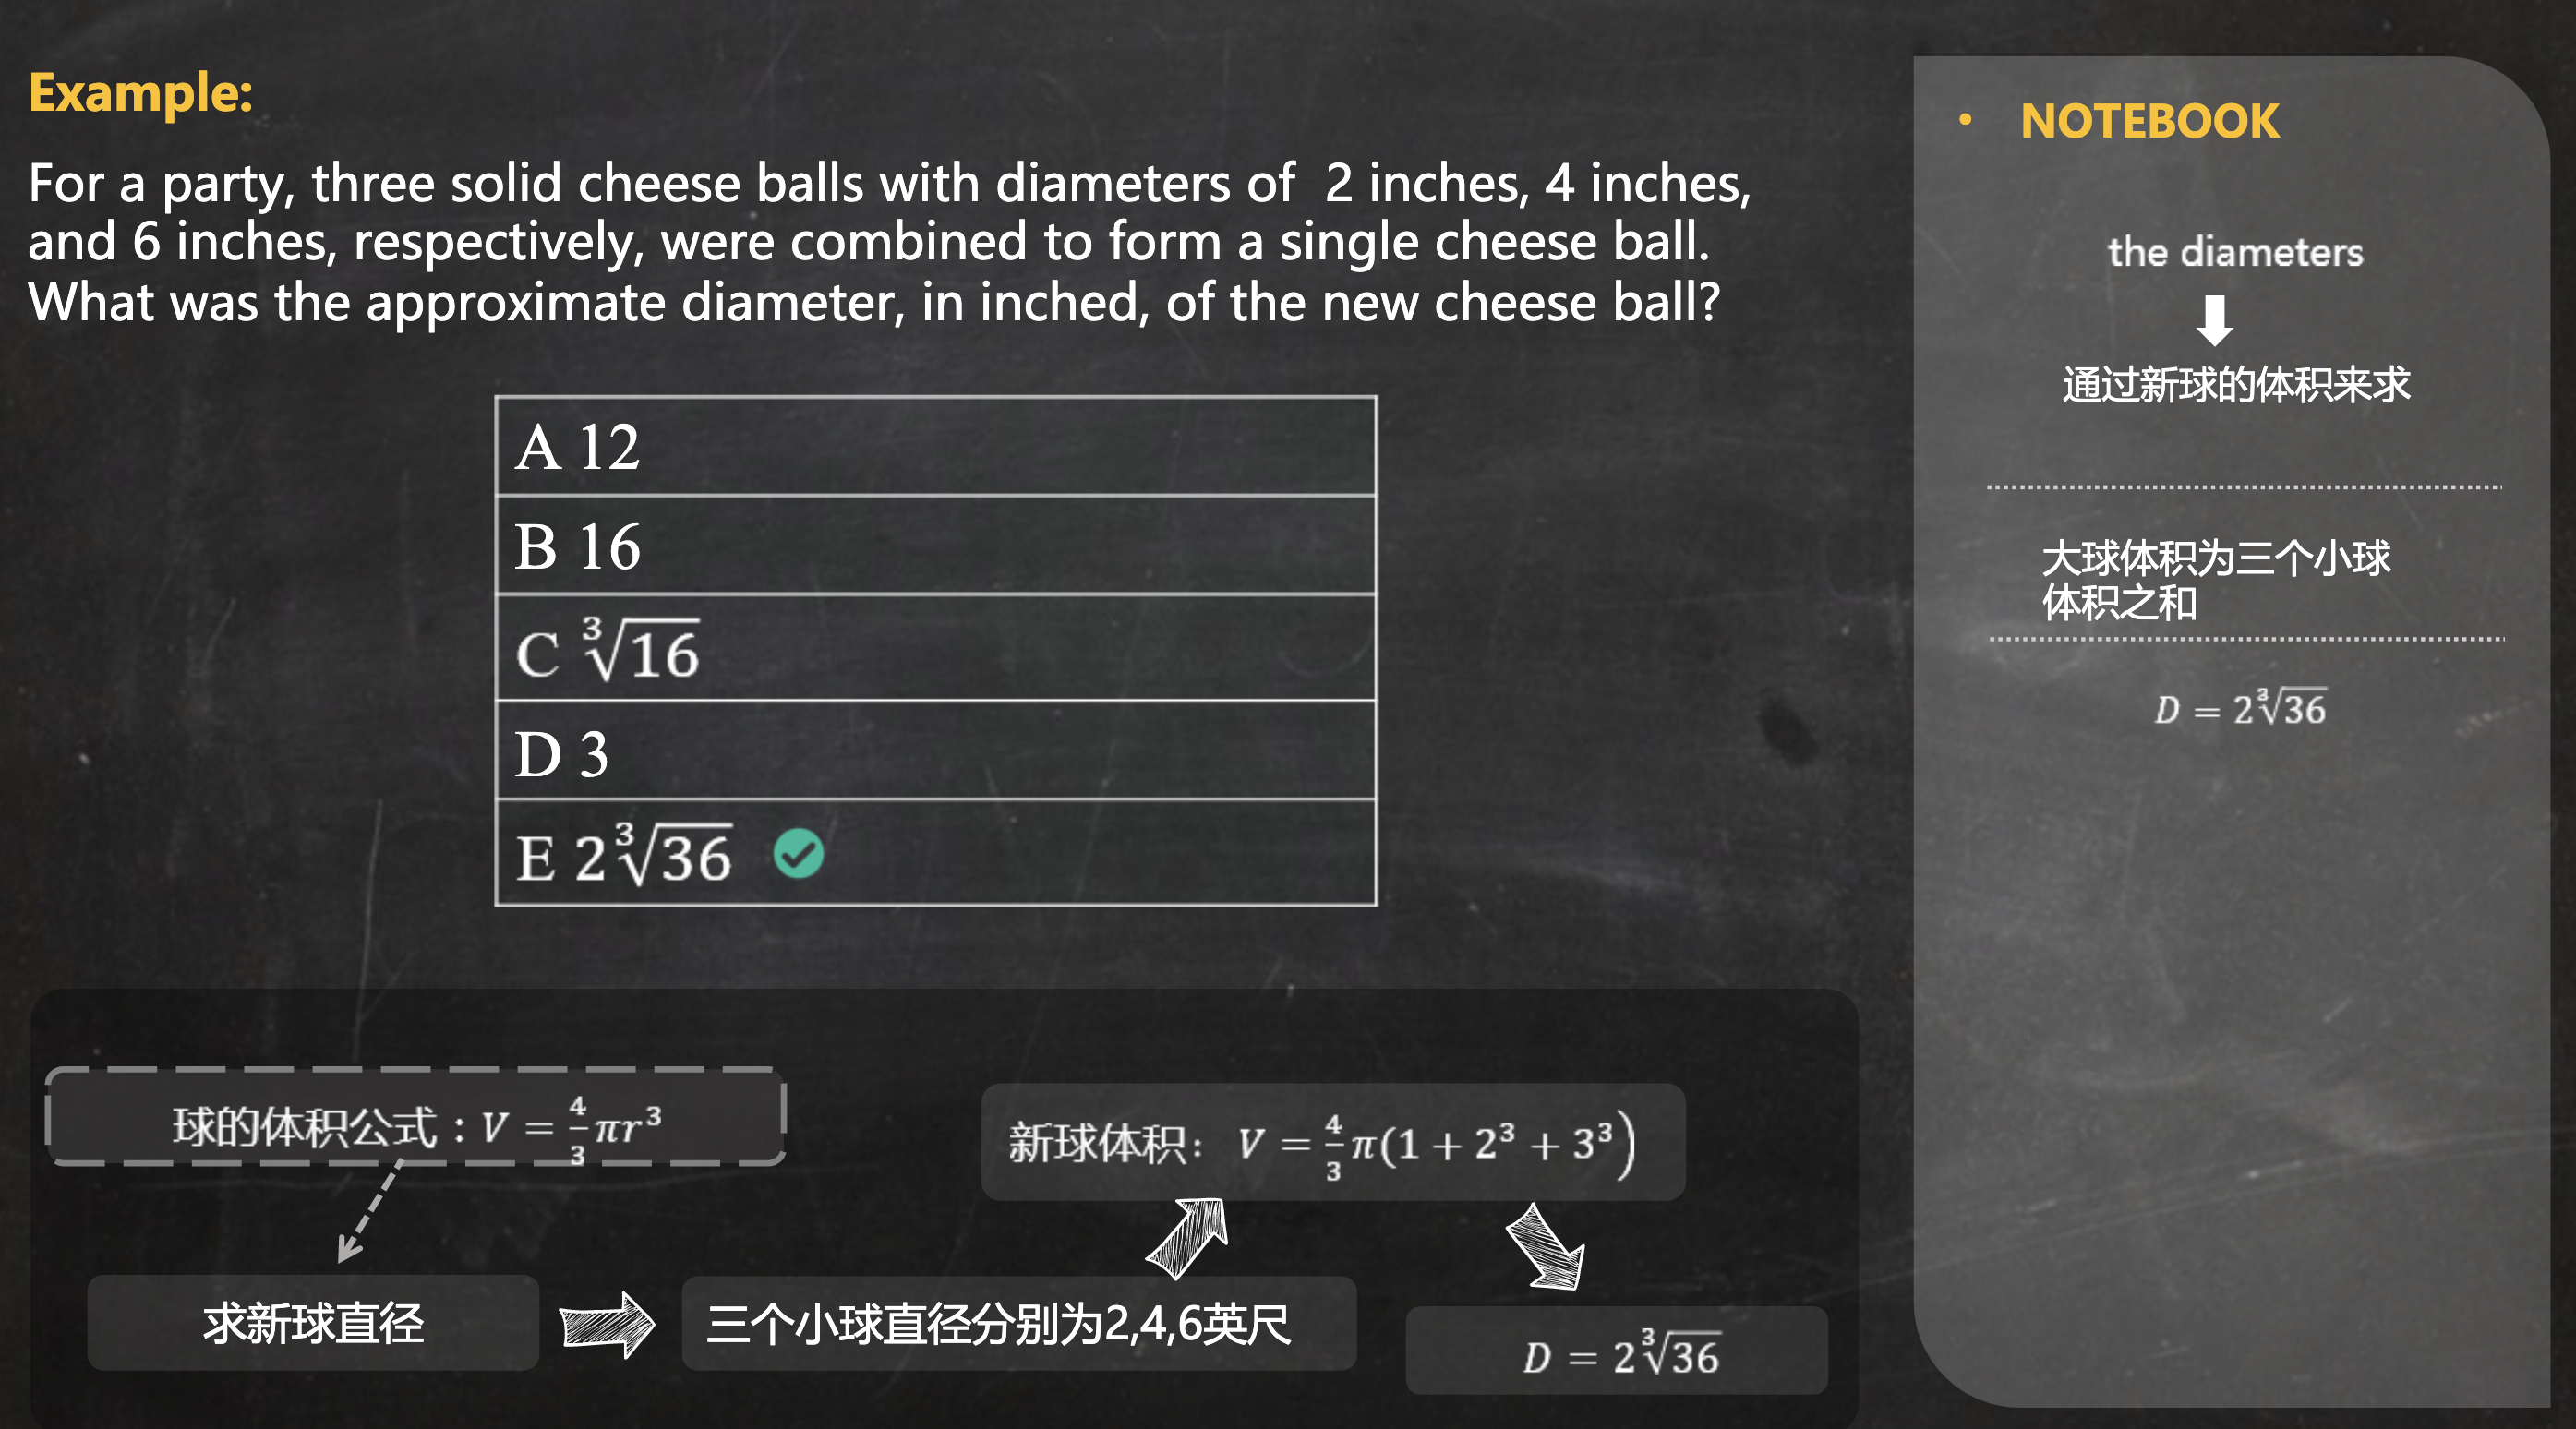 Example:
For a party, three solid cheese balls with diameters of 2 inches, 4 inches,
and 6 inches, respectively, were combined to form a single cheese ball.
What was the approximate diameter, in inched, of the new cheese ball?
A 12
B 16
C ∛16
D 3
E 2∛36
球的体积公式：V = 4/3 πr³
求新球直径
三个小球直径分别为2,4,6英尺
新球体积： V = 4/3 π(1 + 2³ + 3³)
D = 2∛36
• NOTEBOOK
the diameters
通过新球的体积来求
大球体积为三个小球
体积之和
D = 2∛36